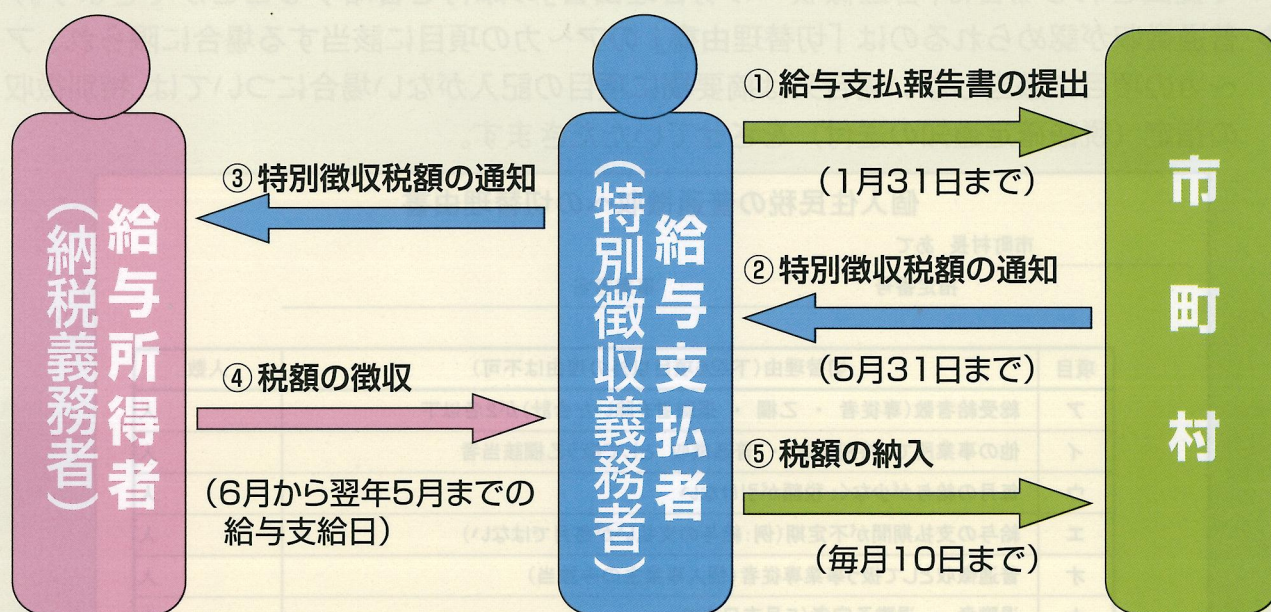 給与所得者
(納税義務者)
③特別徴収税額の通知
④税額の徴収
(6月から翌年5月までの
給与支給日)
給与支払者
(特別徴収義務者)
①給与支払報告書の提出
(1月31日まで)
②特別徴収税額の通知
(5月31日まで)
⑤税額の納入
(毎月10日まで)
市町村